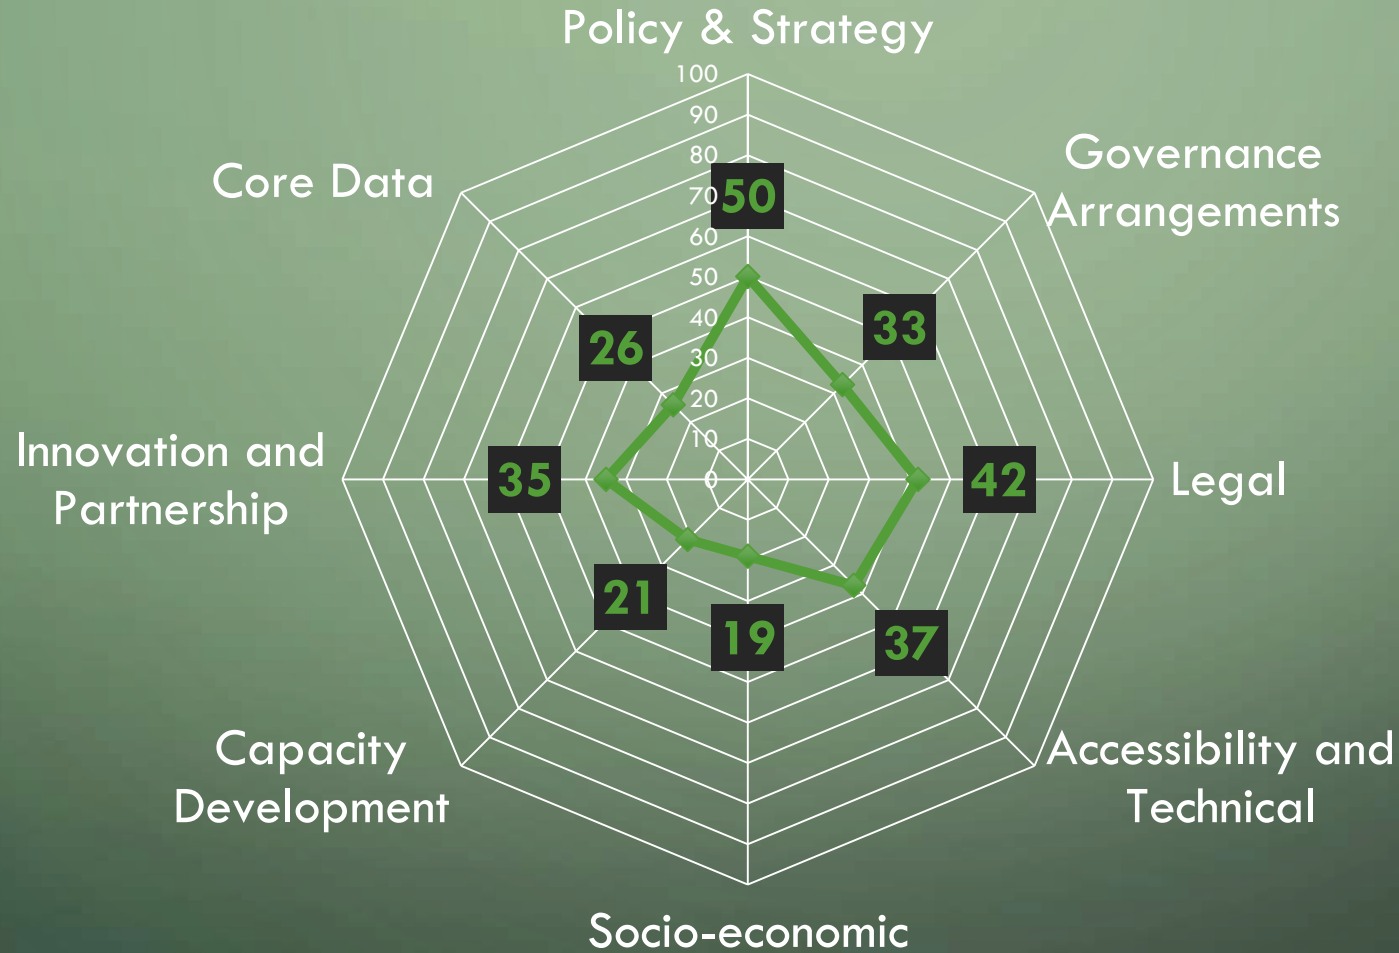 Policy & Strategy
100
90
80
70
60
50
40
30
20
10
0
50
Governance
Arrangements
33
Legal
42
Accessibility and
Technical
37
Socio-economic
19
Capacity
Development
21
Innovation and
Partnership
35
Core Data
26